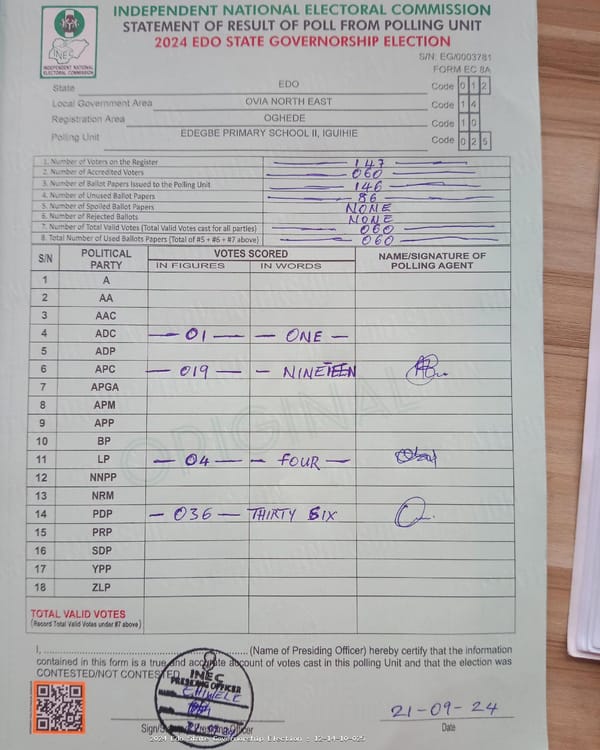 INDEPENDENT NATIONAL ELECTORAL COMMISSION
STATEMENT OF RESULT OF POLL FROM POLLING UNIT
2024 EDO STATE GOVERNORSHIP ELECTION
INEC
INDEPENDENT NATIONAL
ELECTORAL COMMISSION
S/N: EG/0003781
FORM EC 8A
State EDO Code 0 1 2
Local Government Area OVIA NORTH EAST Code 1 4
Registration Area OGHEDE Code 1 0
Polling Unit EDEGBE PRIMARY SCHOOL II, IGUIHIE Code 0 2 5
1. Number of Voters on the Register 147
2. Number of Accredited Voters 060
3. Number of Ballot Papers Issued to the Polling Unit 146
4. Number of Unused Ballot Papers 86
5. Number of Spoiled Ballot Papers NONE
6. Number of Rejected Ballots NONE
7. Number of Total Valid Votes (Total Valid Votes cast for all parties) 060
8. Total Number of Used Ballots Papers (Total of #5 + #6 + #7 above) 060
S/N POLITICAL PARTY VOTES SCORED NAME/SIGNATURE OF POLLING AGENT
IN FIGURES IN WORDS
1 A
2 AA
3 AAC
4 ADC - 01 - - ONE -
5 ADP
6 APC - 019 - - NINETEEN
7 APGA
8 APM
9 APP
10 BP
11 LP - 04 - - FOUR -
12 NNPP
13 NRM
14 PDP - 036 - THIRTY SIX
15 PRP
16 SDP
17 YPP
18 ZLP
TOTAL VALID VOTES
(Record Total Valid Votes under #7 above)
ORIGINAL
I, ............ (Name of Presiding Officer) hereby certify that the information
contained in this form is a true and accurate account of votes cast in this polling Unit and that the election was
CONTESTED/NOT CONTESTED
INEC
PRESIDING OFFICER
21-09-24
Date
2024 Edo State Governorship Election - 12-14-10-025